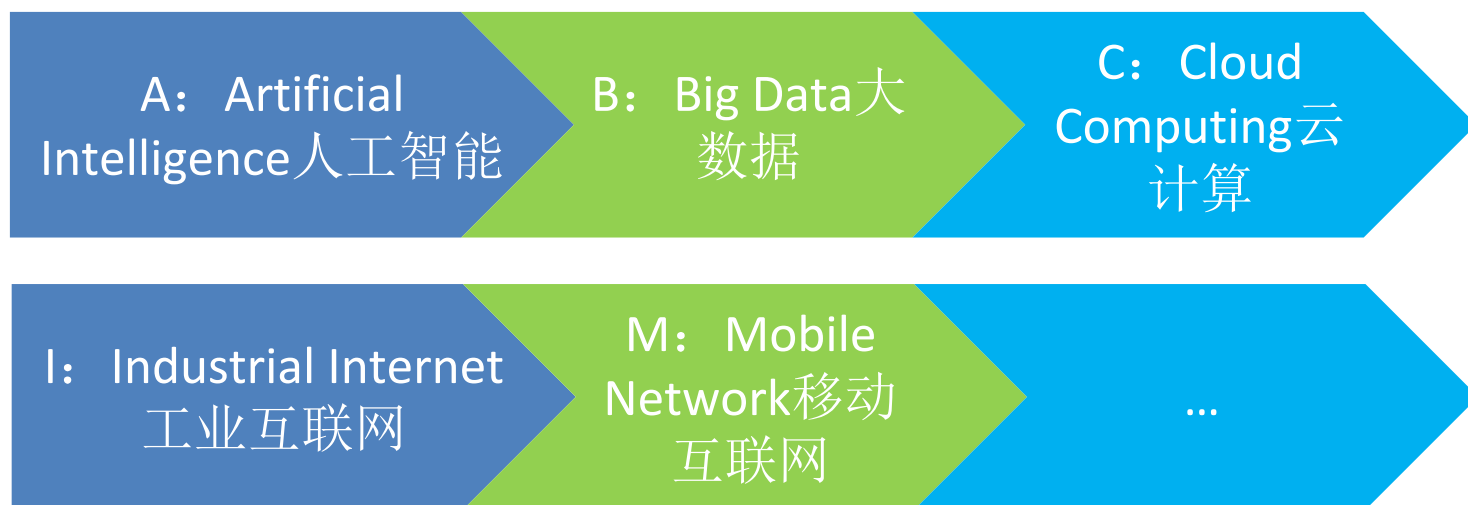 A： Artificial
Intelligence人工智能
B： Big Data大
数据
C： Cloud
Computing云
计算
I： Industrial Internet
工业互联网
M： Mobile
Network移动
互联网
...